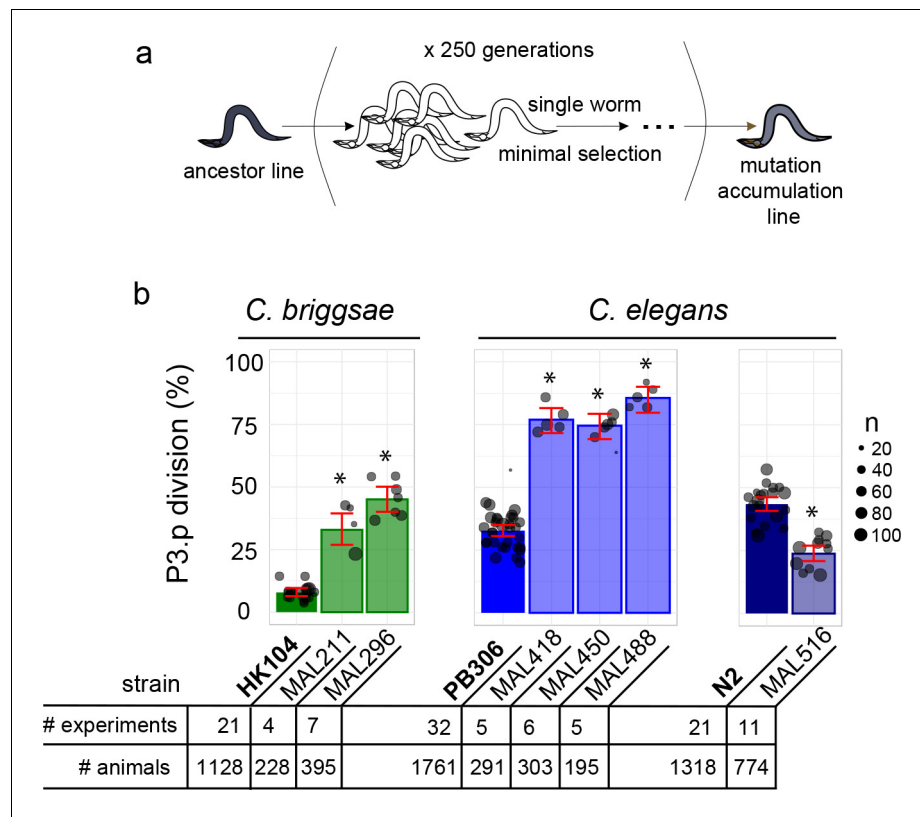 a
x 250 generations
single worm
minimal selection
ancestor line
mutation
accumulation
line
b
C. briggsae
C. elegans
P3.p division (%)
100
75
50
25
0
* * * * * *
n
20
40
60
80
100
strain
HK104 MAL211 MAL296 PB306 MAL418 MAL450 MAL488 N2 MAL516
# experiments 21 4 7 32 5 6 5 21 11
# animals 1128 228 395 1761 291 303 195 1318 774